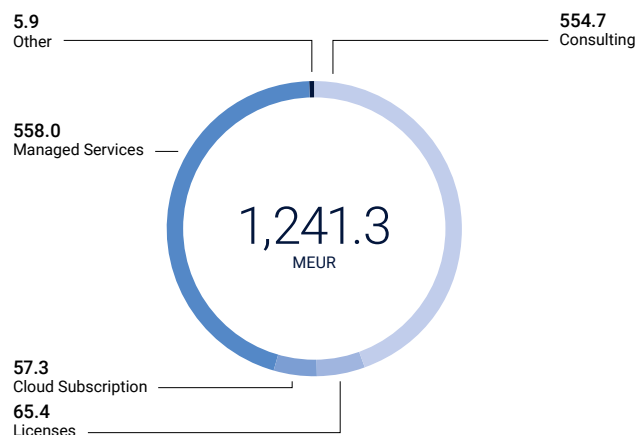 5.9
Other
554.7
Consulting
558.0
Managed Services
1,241.3
MEUR
57.3
Cloud Subscription
65.4
Licenses